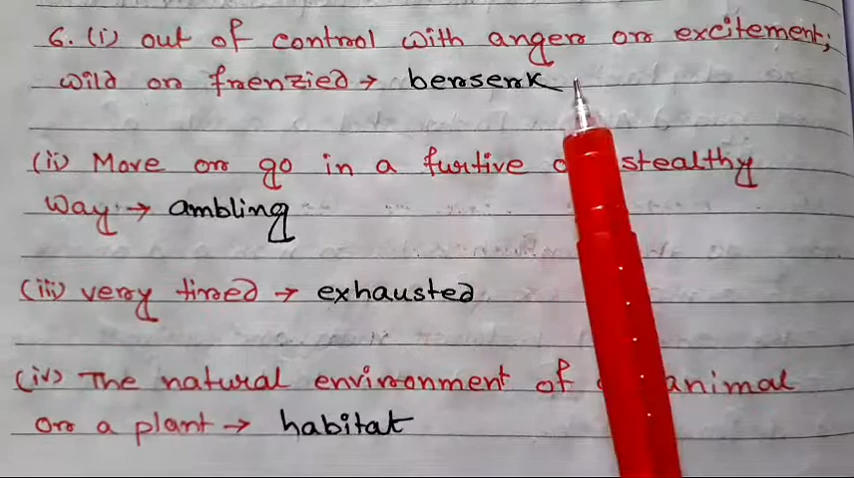 6. (i) out of control with anger or excitement;
wild or frenzied → berserk
(ii) Move or go in a furtive stealthy
way → ambling
(iii) very tired → exhausted
(iv) The natural environment of animal
or a plant → habitat